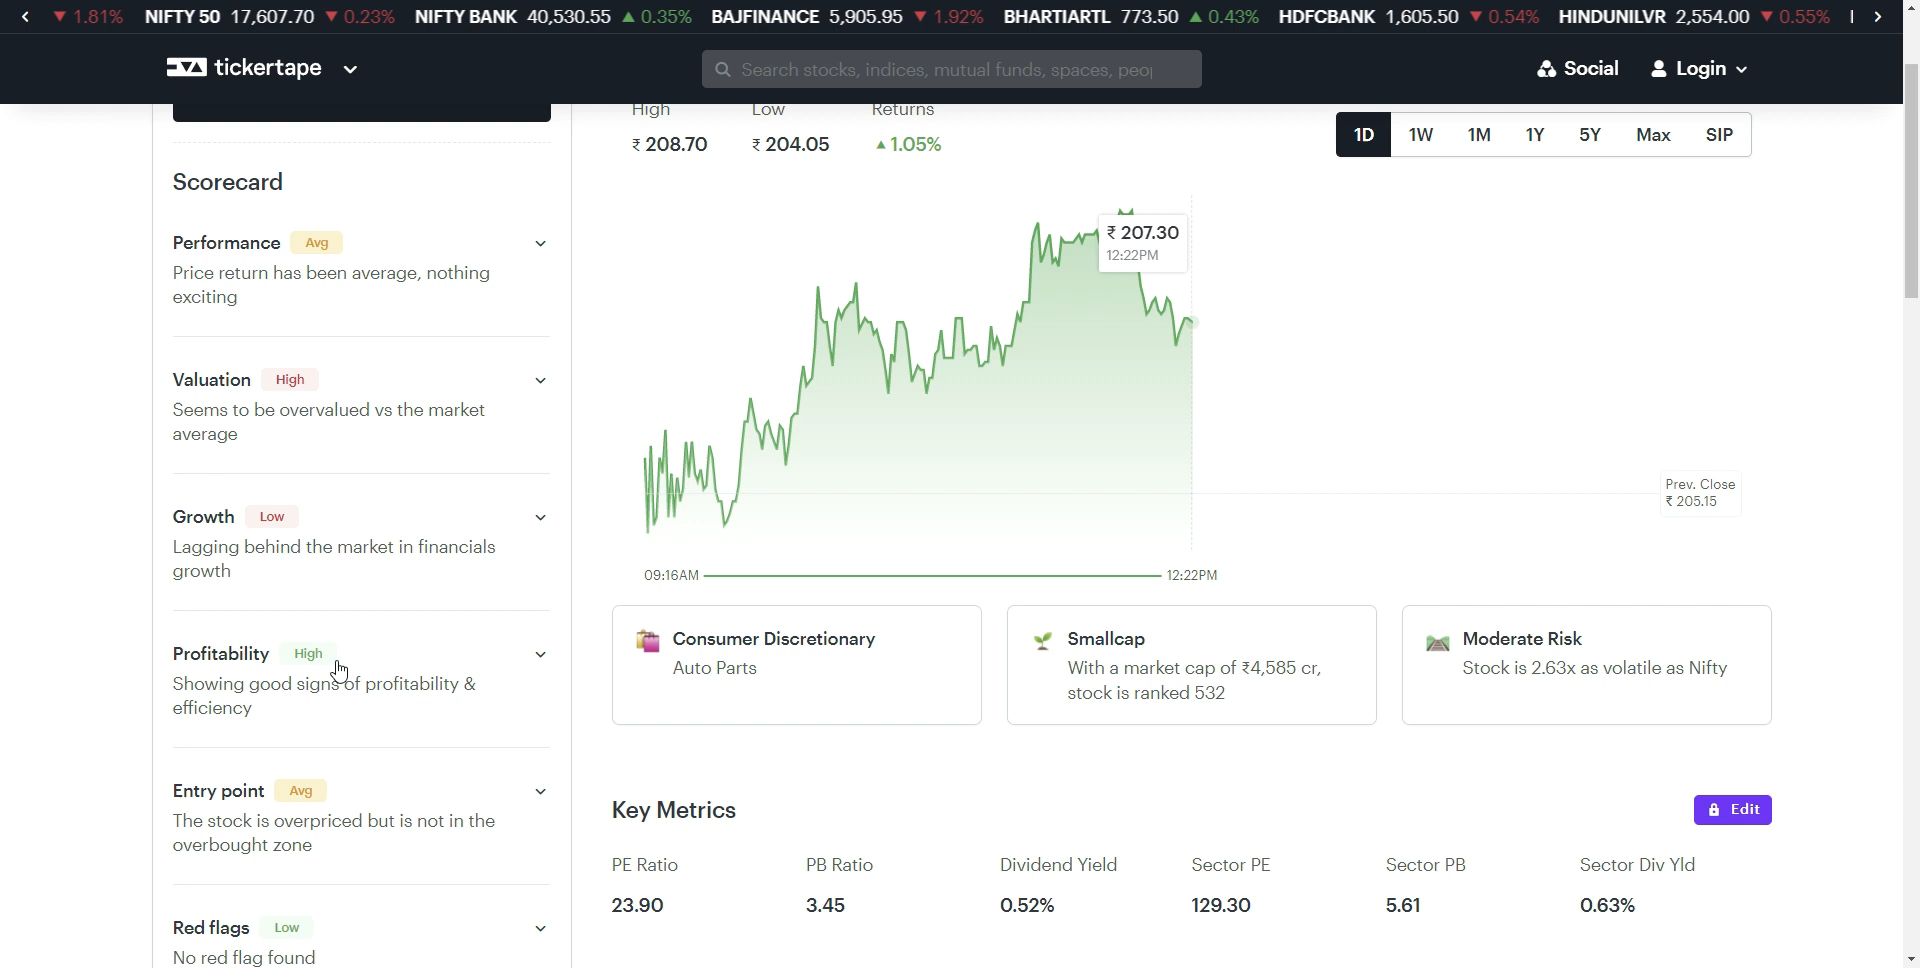 1.81% NIFTY 50 17,607.70 0.23% NIFTY BANK 40,530.55 0.35% BAJFINANCE 5,905.95 1.92% BHARTIARTL 773.50 0.43% HDFCBANK 1,605.50 0.54% HINDUNILVR 2,554.00 0.55%
tickertape
Search stocks, indices, mutual funds, spaces,
Social
Login
High Low Returns
₹ 208.70 ₹ 204.05 1.05%
1D 1W 1M 1Y 5Y Max SIP
Scorecard
Performance Avg
Price return has been average, nothing
exciting
Valuation High
Seems to be overvalued vs the market
average
Growth Low
Lagging behind the market in financials
growth
Profitability High
Showing good signs of profitability &
efficiency
Entry point Avg
The stock is overpriced but is not in the
overbought zone
Red flags Low
No red flag found
₹ 207.30
12:22PM
Prev. Close
₹ 205.15
09:16AM 12:22PM
Consumer Discretionary
Auto Parts
Smallcap
With a market cap of ₹4,585 cr,
stock is ranked 532
Moderate Risk
Stock is 2.63x as volatile as Nifty
Key Metrics
Edit
PE Ratio PB Ratio Dividend Yield Sector PE Sector PB Sector Div Yld
23.90 3.45 0.52% 129.30 5.61 0.63%